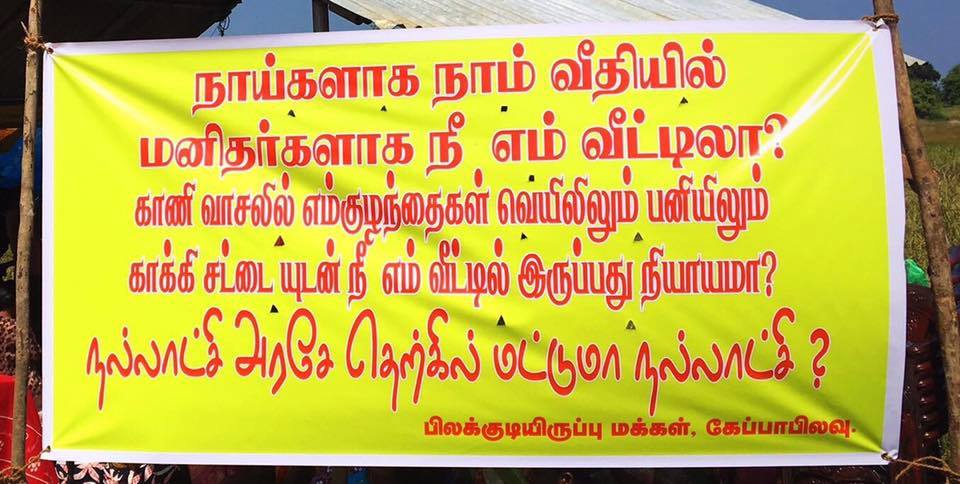 நாய்களாக நாம் வீதியில்
மனிதர்களாக நீ எம் வீட்டிலா?
காணி வாசலில் எம்குழந்தைகள் வெயிலிலும் பனியிலும்
காக்கி சட்டை யுடன் நீ எம் வீட்டில் இருப்பது நியாயமா?
நல்லாட்சி அரசே தெற்கில் மட்டுமா நல்லாட்சி ?
பிலக்குடியிருப்பு மக்கள், கேப்பாபிலவு.